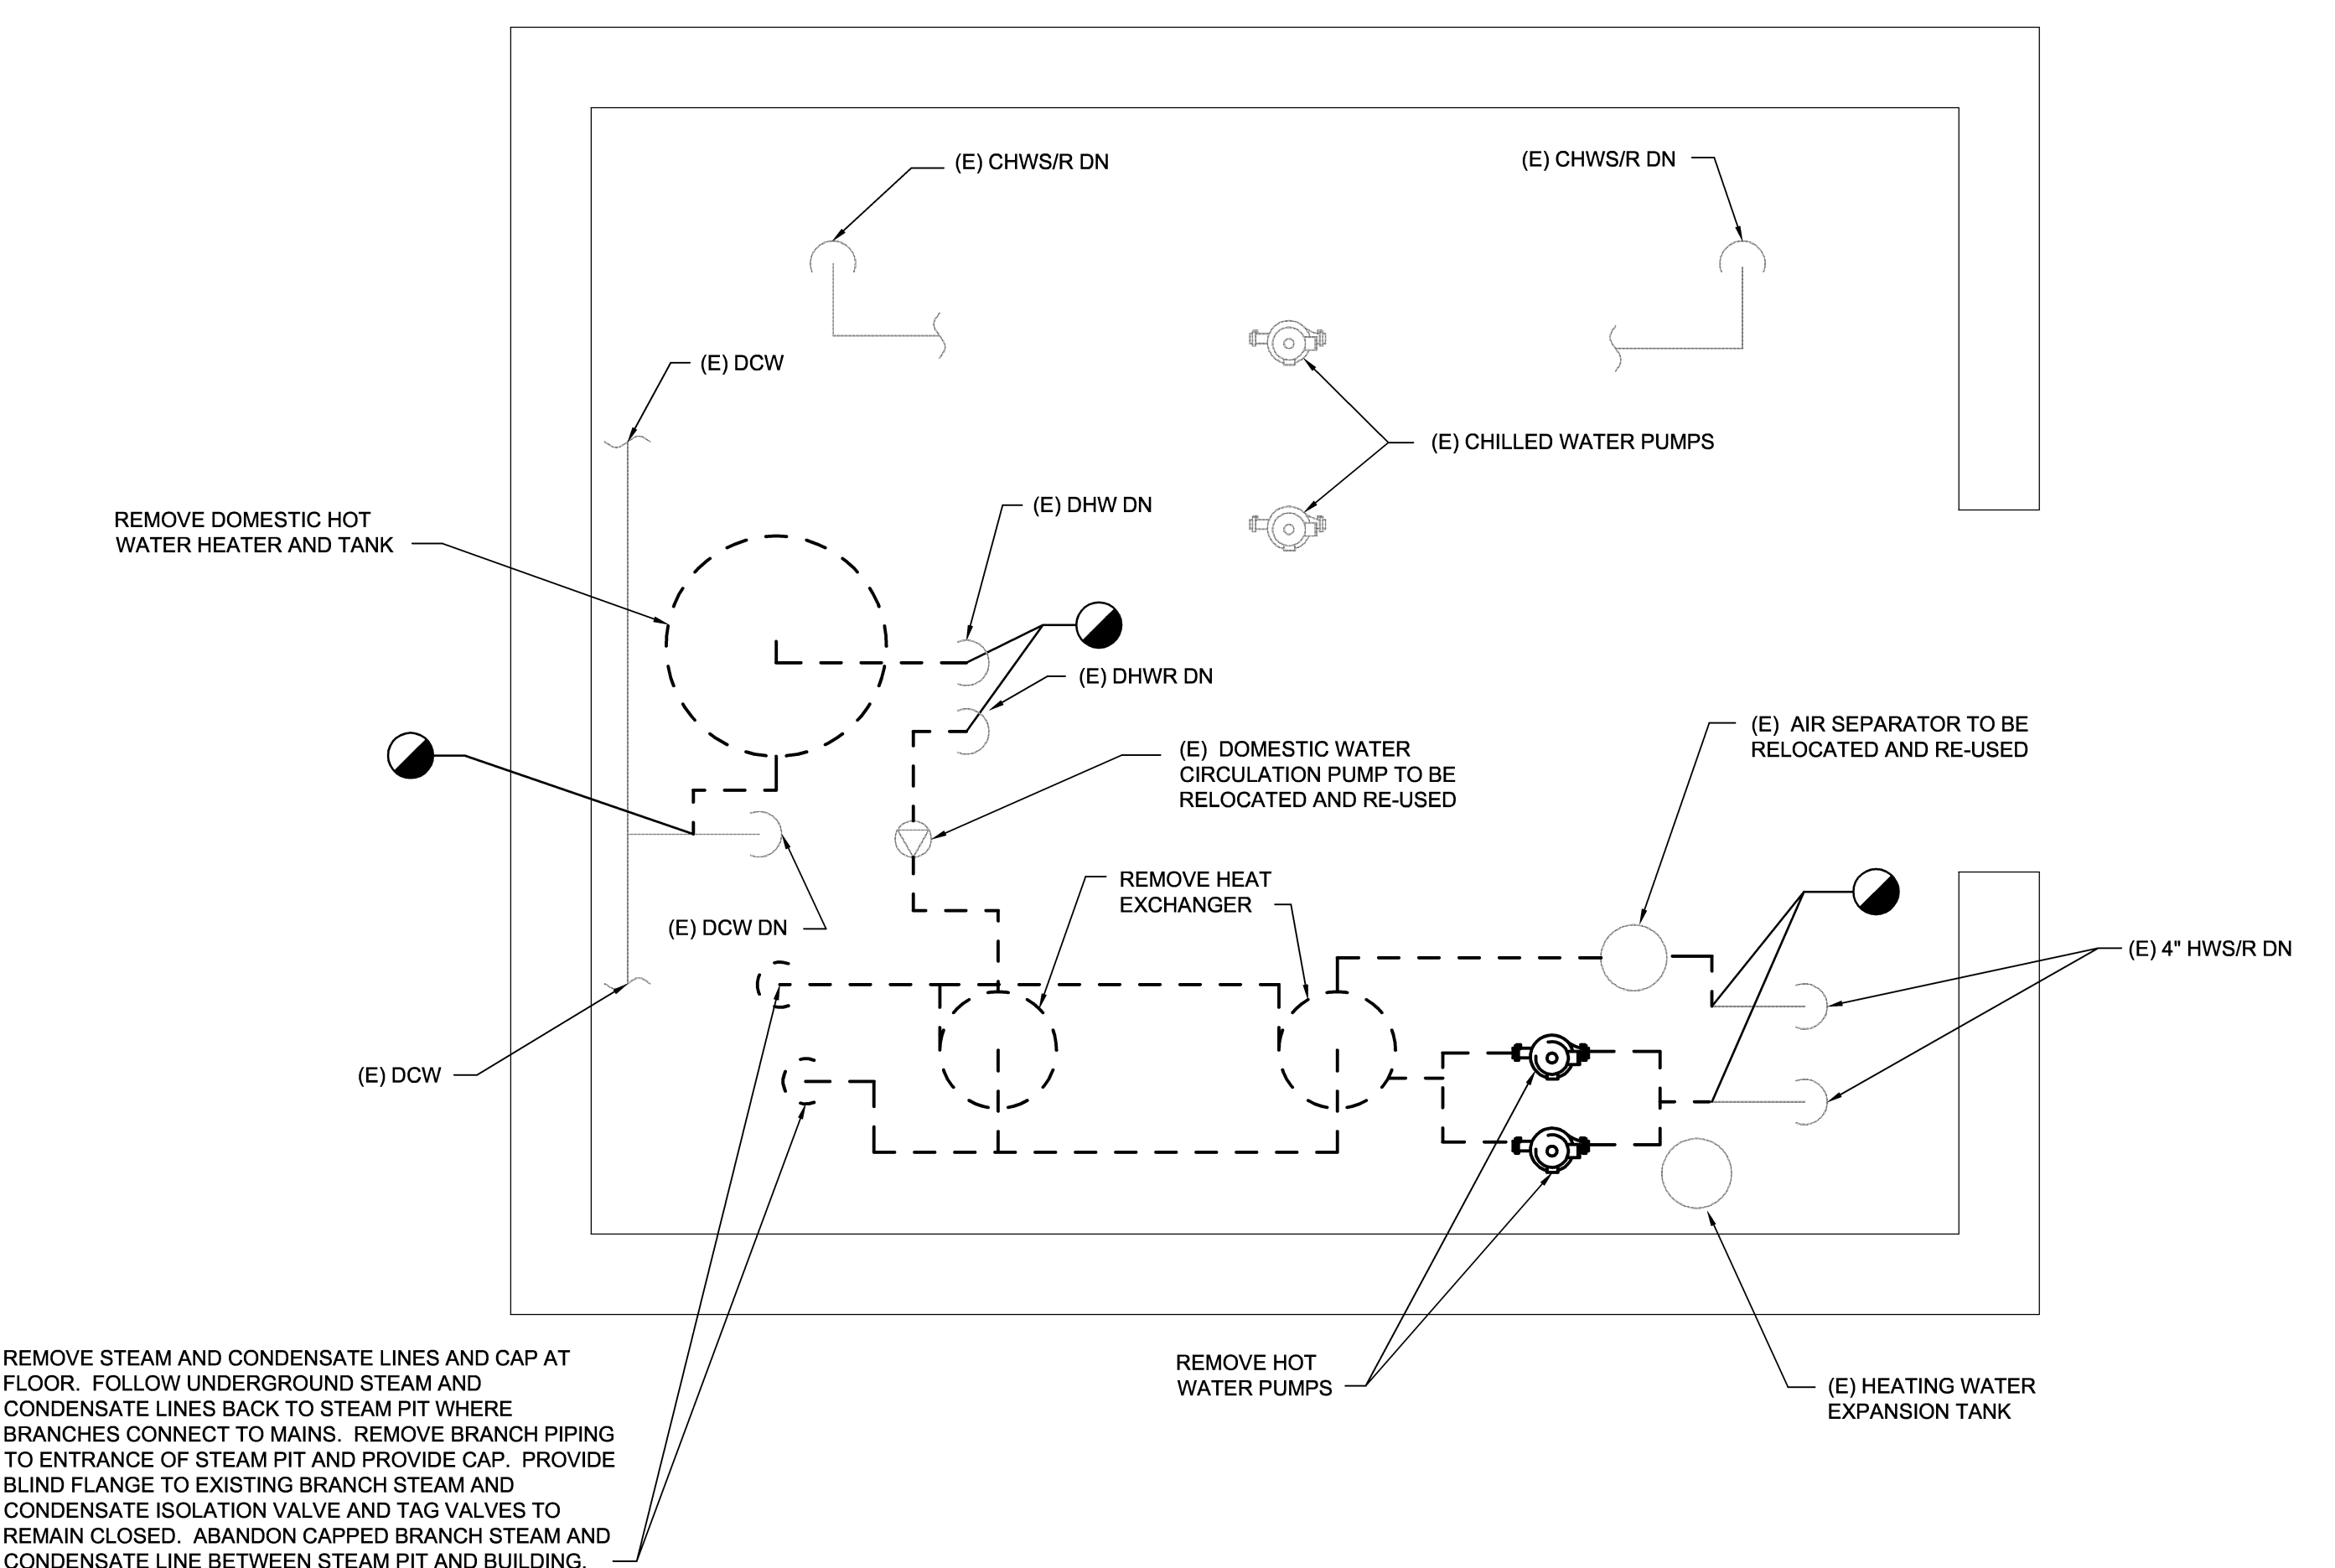 (E) CHWS/R DN
(E) CHWS/R DN
(E) DCW
(E) CHILLED WATER PUMPS
REMOVE DOMESTIC HOT
WATER HEATER AND TANK
(E) DHW DN
(E) DHWR DN
(E)  DOMESTIC WATER
CIRCULATION PUMP TO BE
RELOCATED AND RE-USED
(E)  AIR SEPARATOR TO BE
RELOCATED AND RE-USED
REMOVE HEAT
EXCHANGER
(E) DCW DN
(E) 4" HWS/R DN
(E) DCW
REMOVE STEAM AND CONDENSATE LINES AND CAP AT
FLOOR.  FOLLOW UNDERGROUND STEAM AND
CONDENSATE LINES BACK TO STEAM PIT WHERE
BRANCHES CONNECT TO MAINS.  REMOVE BRANCH PIPING
TO ENTRANCE OF STEAM PIT AND PROVIDE CAP.  PROVIDE
BLIND FLANGE TO EXISTING BRANCH STEAM AND
CONDENSATE ISOLATION VALVE AND TAG VALVES TO
REMAIN CLOSED.  ABANDON CAPPED BRANCH STEAM AND
CONDENSATE LINE BETWEEN STEAM PIT AND BUILDING.
REMOVE HOT
WATER PUMPS
(E) HEATING WATER
EXPANSION TANK